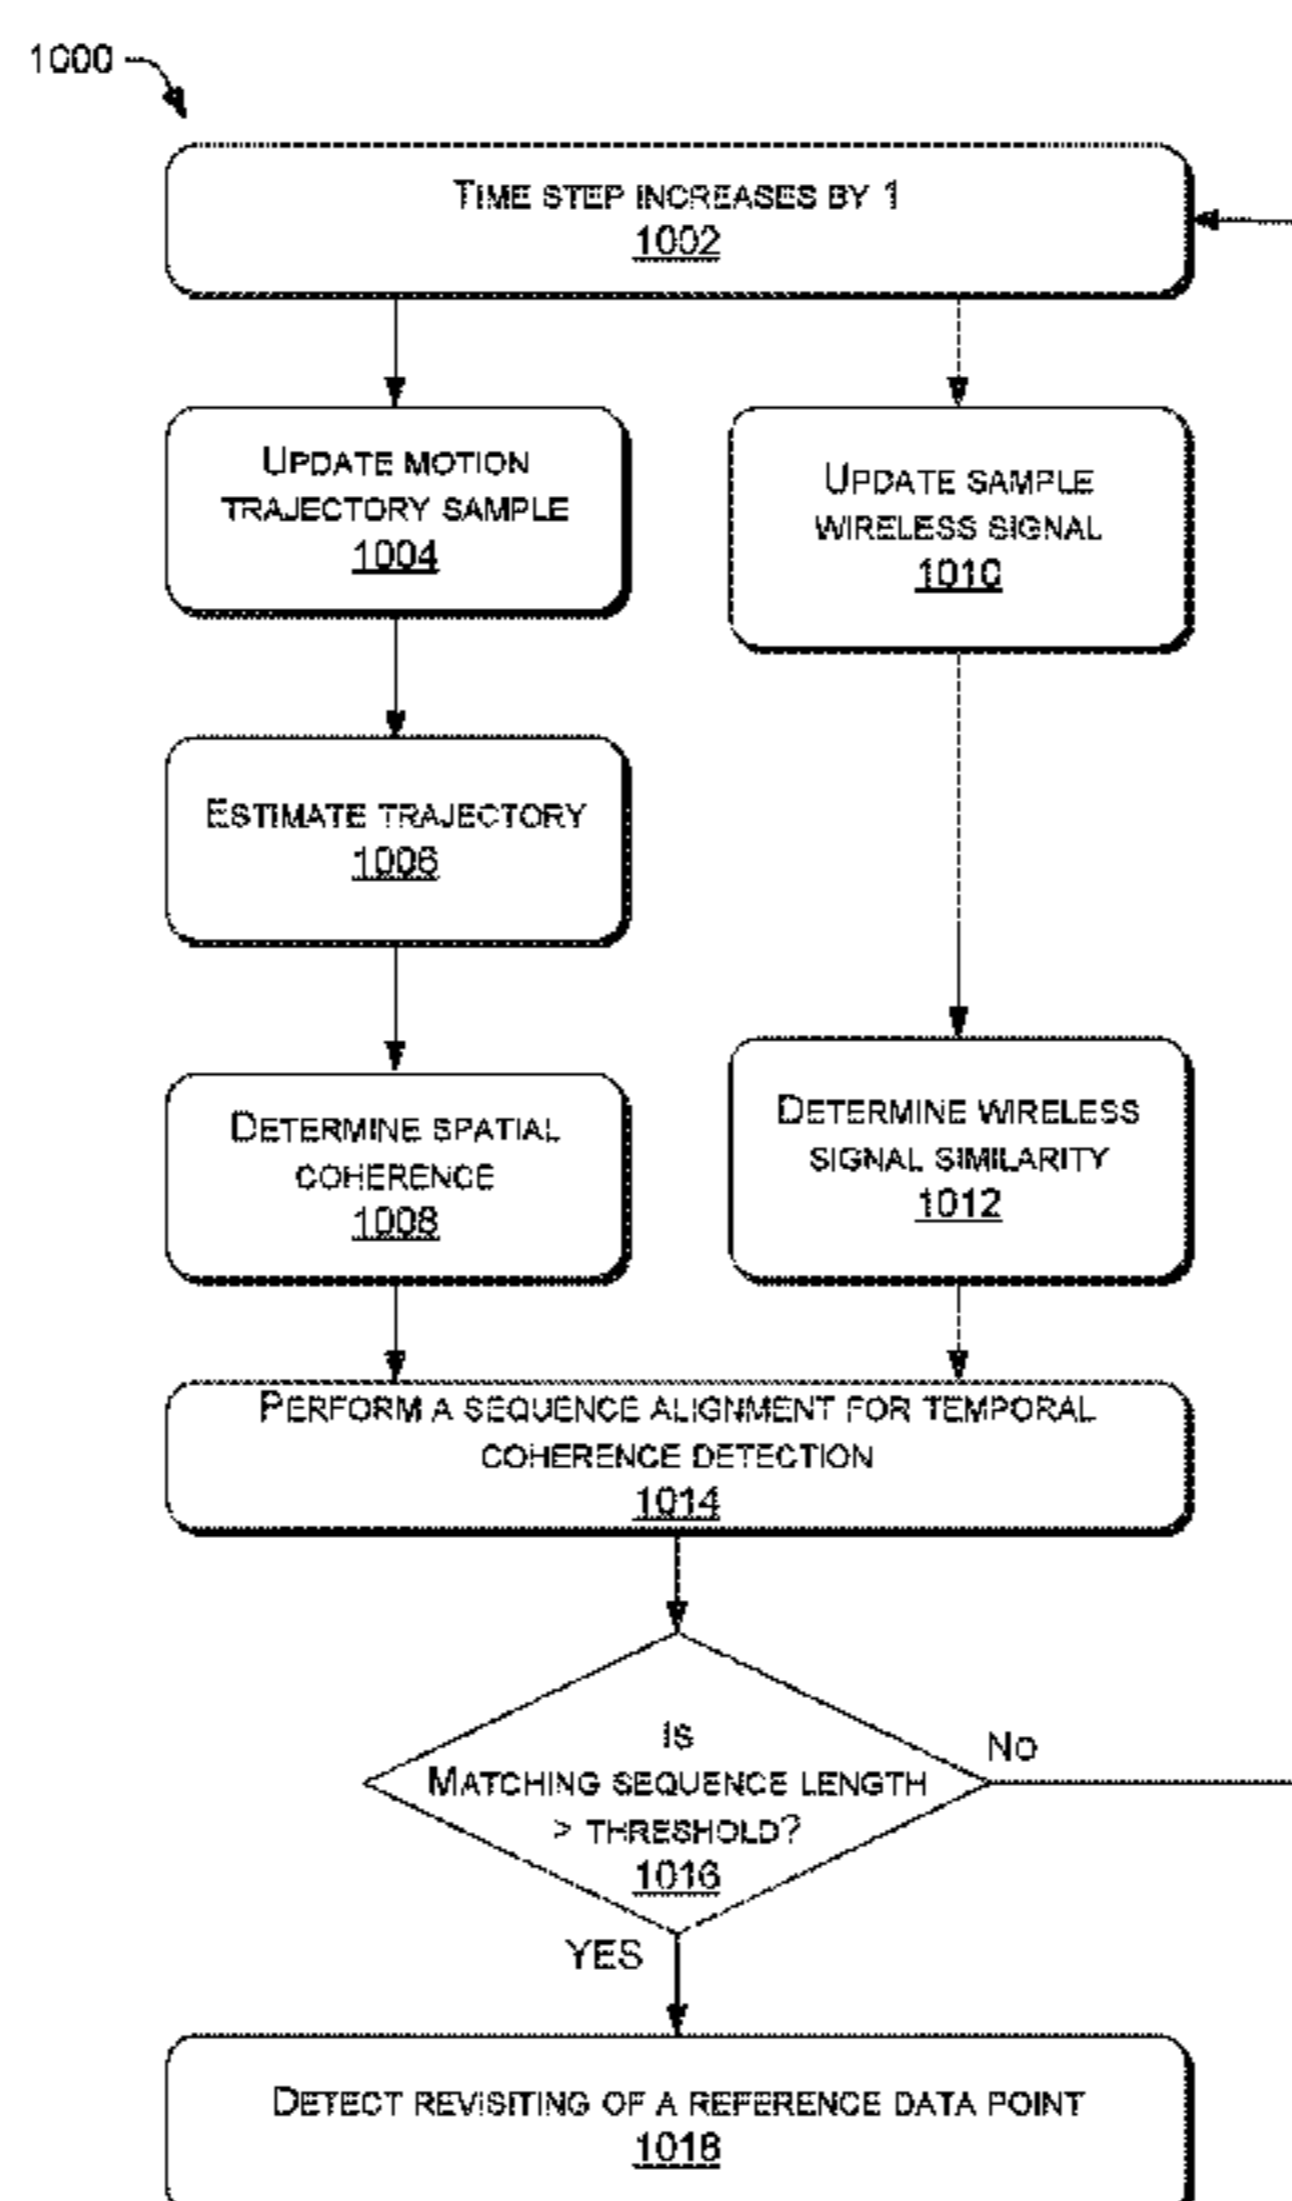 1000
TIME STEP INCREASES BY 1
1002
UPDATE MOTION
TRAJECTORY SAMPLE
1004
UPDATE SAMPLE
WIRELESS SIGNAL
1010
ESTIMATE TRAJECTORY
1006
DETERMINE SPATIAL
COHERENCE
1008
DETERMINE WIRELESS
SIGNAL SIMILARITY
1012
PERFORM A SEQUENCE ALIGNMENT FOR TEMPORAL
COHERENCE DETECTION
1014
IS
MATCHING SEQUENCE LENGTH
> THRESHOLD?
1016
NO
YES
DETECT REVISITING OF A REFERENCE DATA POINT
1018